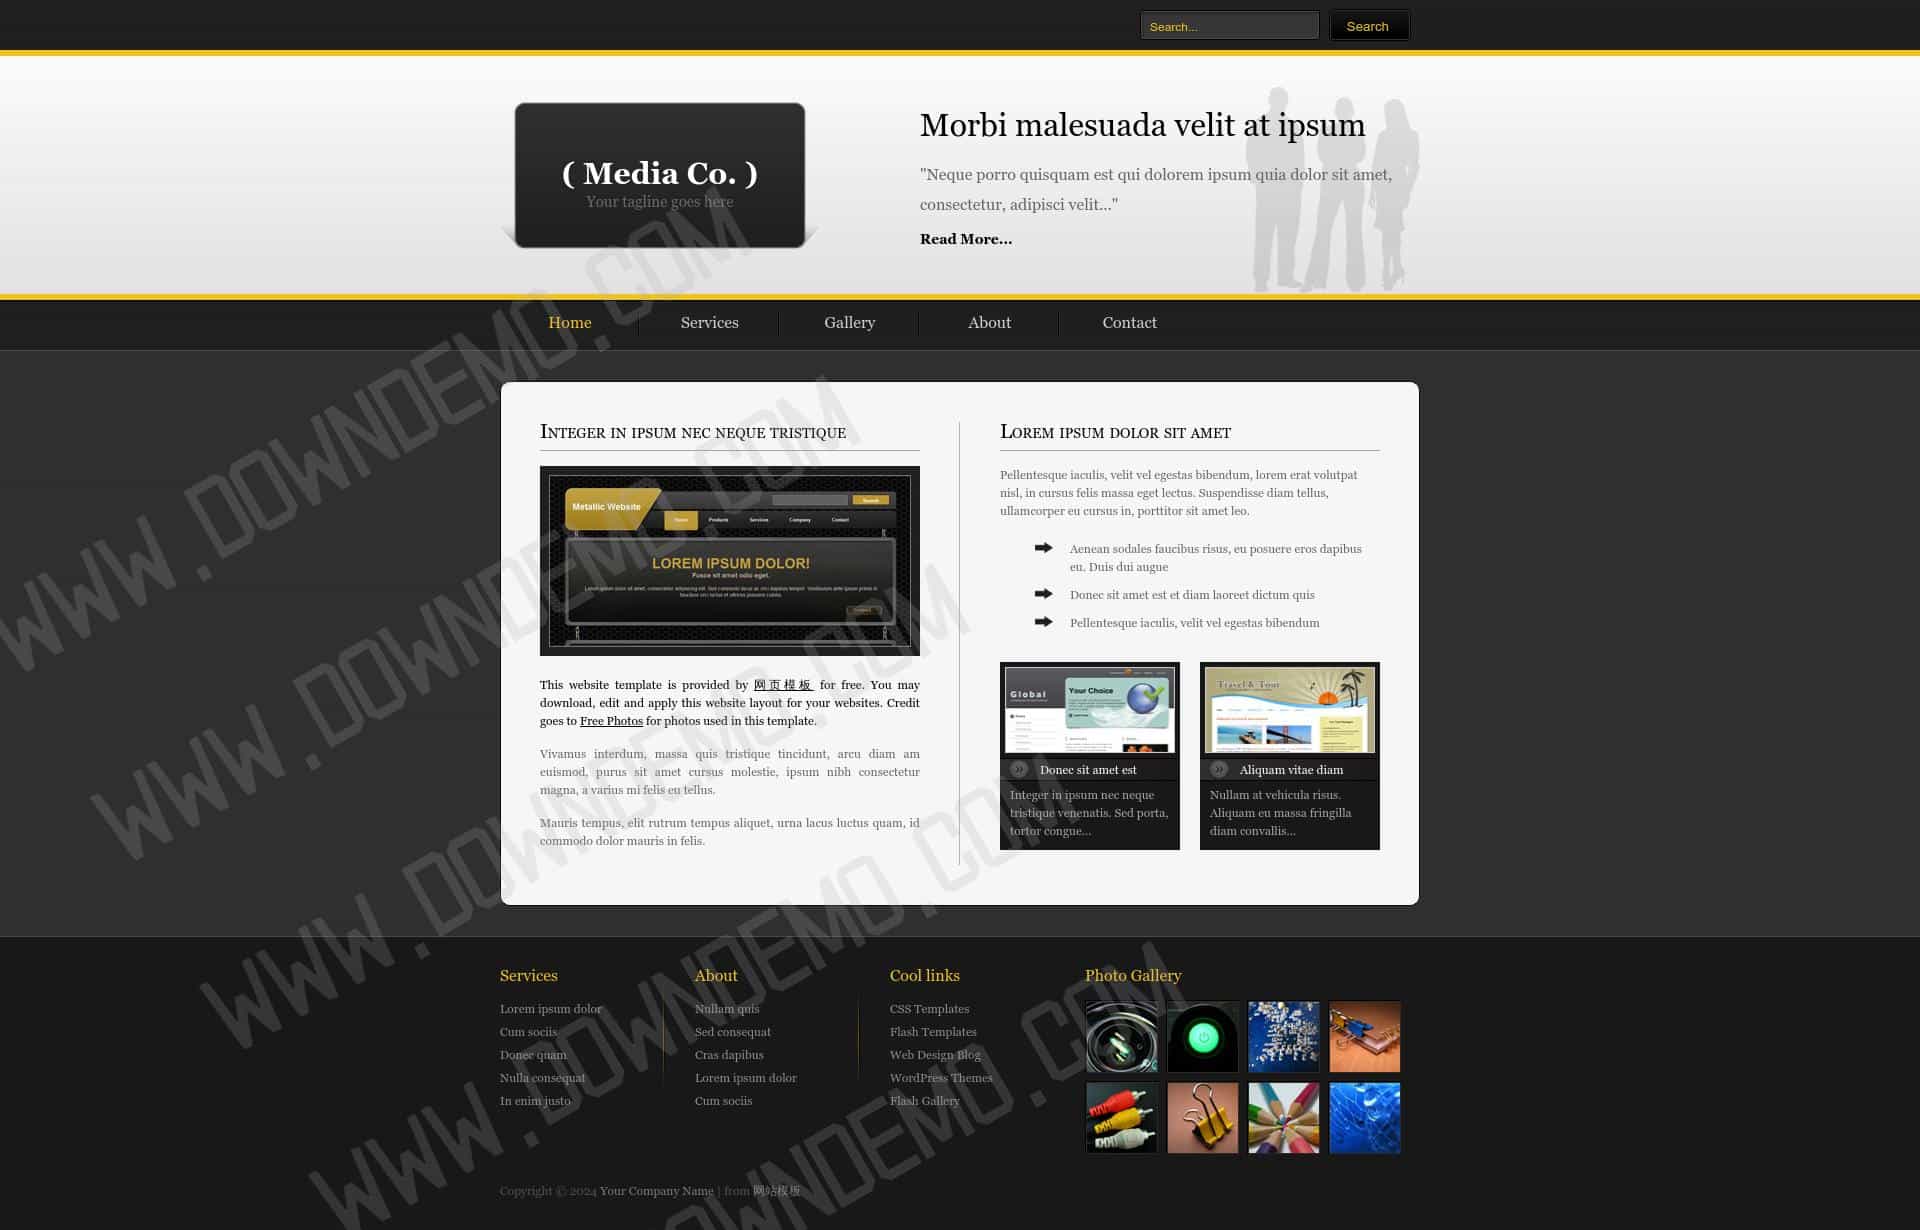 Search...
Search
( Media Co. )
Your tagline goes here
Morbi malesuada velit at ipsum
"Neque porro quisquam est qui dolorem ipsum quia dolor sit amet,
consectetur, adipisci velit..."
Read More...
Home Services Gallery About Contact
Integer in ipsum nec neque tristique
Metallic Website
Search
Home Products Services Company Contact
LOREM IPSUM DOLOR!
Fusce sit amet odio eget.
This website template is provided by 网页模板 for free. You may
download, edit and apply this website layout for your websites. Credit
goes to Free Photos for photos used in this template.
Vivamus interdum, massa quis tristique tincidunt, arcu diam am
euismod, purus sit amet cursus molestie, ipsum nibh consectetur
magna, a varius mi felis eu tellus.
Mauris tempus, elit rutrum tempus aliquet, urna lacus luctus quam, id
commodo dolor mauris in felis.
Lorem ipsum dolor sit amet
Pellentesque iaculis, velit vel egestas bibendum, lorem erat volutpat
nisl, in cursus felis massa eget lectus. Suspendisse diam tellus,
ullamcorper eu cursus in, porttitor sit amet leo.
Aenean sodales faucibus risus, eu posuere eros dapibus
eu. Duis dui augue
Donec sit amet est et diam laoreet dictum quis
Pellentesque iaculis, velit vel egestas bibendum
Global
Your Choice
Donec sit amet est
Integer in ipsum nec neque
tristique venenatis. Sed porta,
tortor congue...
Travel & Tour
Aliquam vitae diam
Nullam at vehicula risus.
Aliquam eu massa fringilla
diam convallis...
Services
Lorem ipsum dolor
Cum sociis
Donec quam
Nulla consequat
In enim justo
About
Nullam quis
Sed consequat
Cras dapibus
Lorem ipsum dolor
Cum sociis
Cool links
CSS Templates
Flash Templates
Web Design Blog
WordPress Themes
Flash Gallery
Photo Gallery
Copyright © 2024 Your Company Name | from 网站模板
WWW.DOWNDEMO.COM
WWW.DOWNDEMO.COM
WWW.DOWNDEMO.COM
WWW.DOWNDEMO.COM